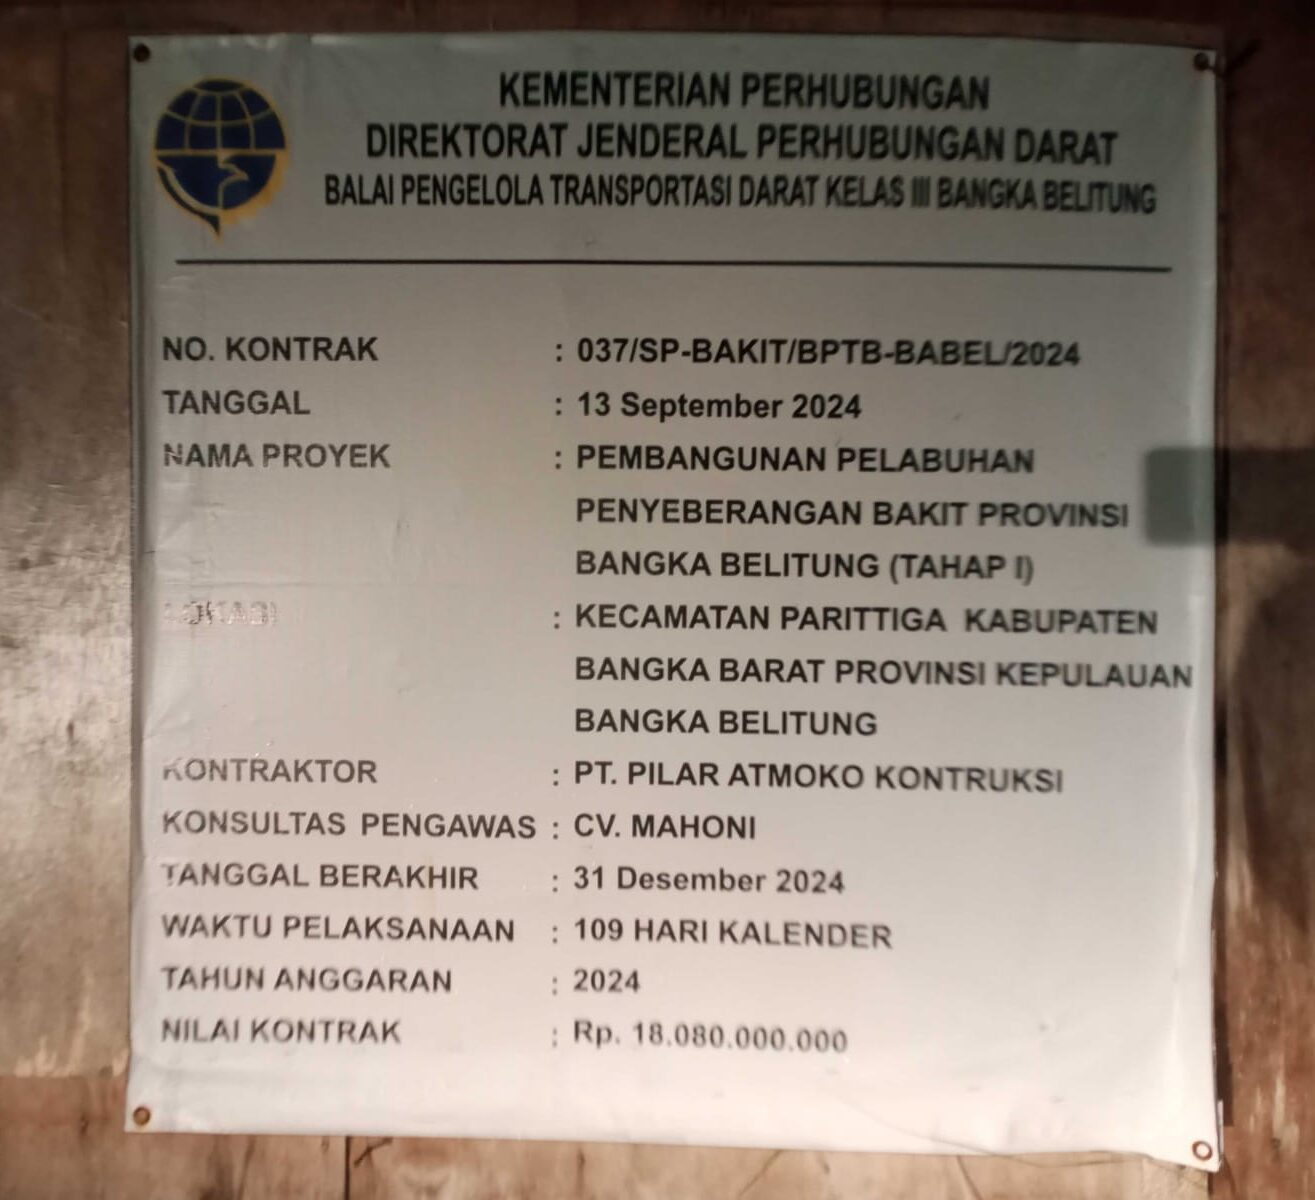 KEMENTERIAN PERHUBUNGAN
DIREKTORAT JENDERAL PERHUBUNGAN DARAT
BALAI PENGELOLA TRANSPORTASI DARAT KELAS III BANGKA BELITUNG
NO. KONTRAK : 037/SP-BAKIT/BPTB-BABEL/2024
TANGGAL : 13 September 2024
NAMA PROYEK : PEMBANGUNAN PELABUHAN
PENYEBERANGAN BAKIT PROVINSI
BANGKA BELITUNG (TAHAP I)
LOKASI : KECAMATAN PARITTIGA KABUPATEN
BANGKA BARAT PROVINSI KEPULAUAN
BANGKA BELITUNG
KONTRAKTOR : PT. PILAR ATMOKO KONTRUKSI
KONSULTAS PENGAWAS : CV. MAHONI
TANGGAL BERAKHIR : 31 Desember 2024
WAKTU PELAKSANAAN : 109 HARI KALENDER
TAHUN ANGGARAN : 2024
NILAI KONTRAK : Rp. 18.080.000.000